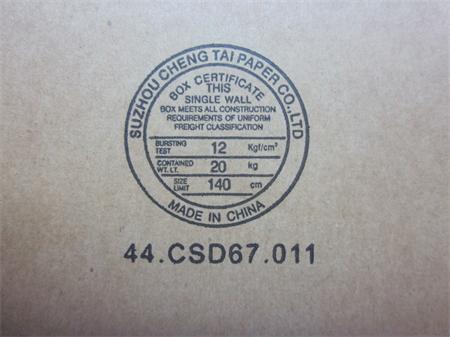 SUZHOU CHENG TAI PAPER CO.,LTD
BOX CERTIFICATE
THIS
SINGLE WALL
BOX MEETS ALL CONSTRUCTION
REQUIREMENTS OF UNIFORM
FREIGHT CLASSIFICATION
BURSTING TEST 12 Kgf/cm²
CONTAINED WT. LT. 20 kg
SIZE LIMIT 140 cm
MADE IN CHINA
44.CSD67.011